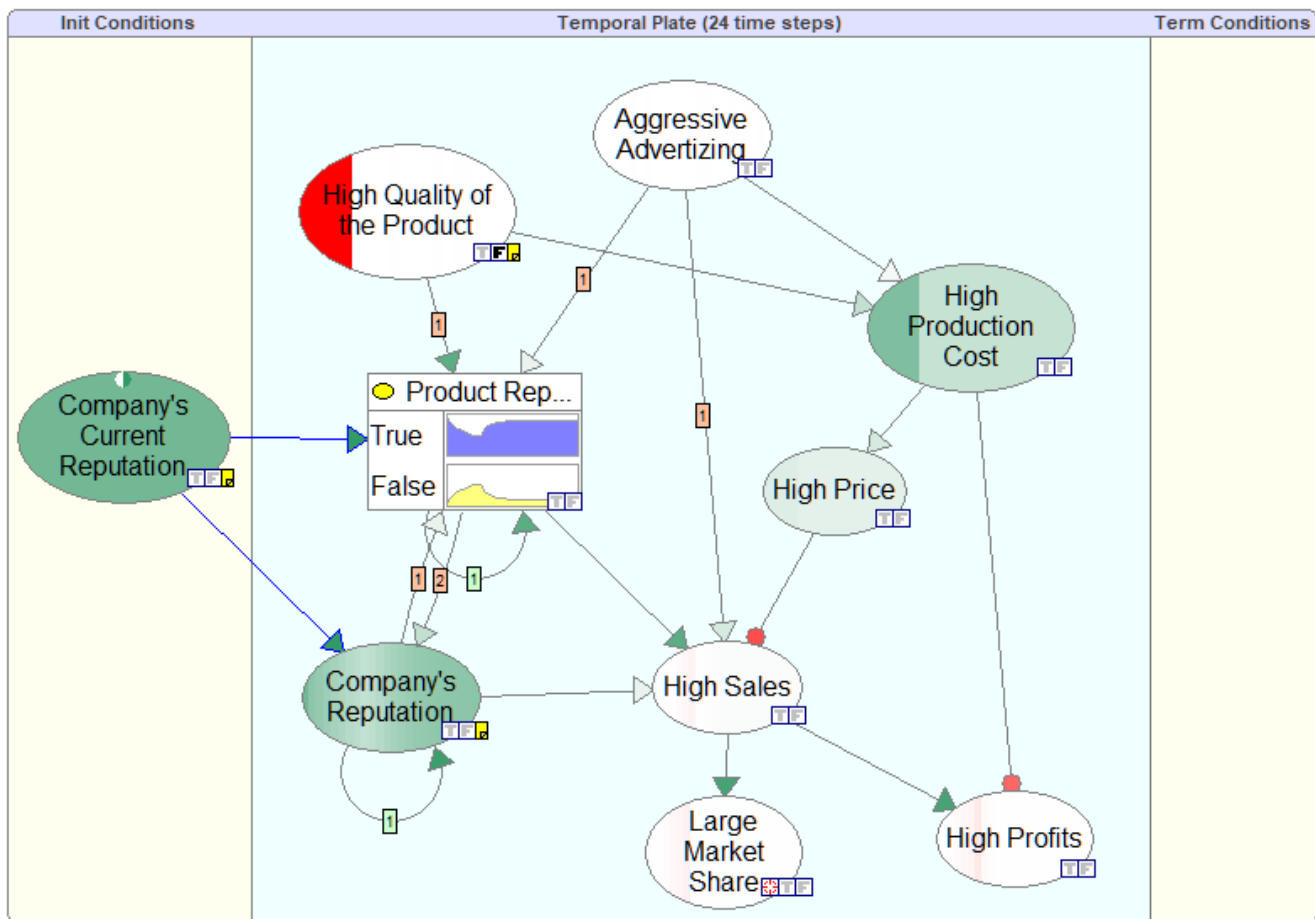 Init Conditions
Temporal Plate (24 time steps)
Term Conditions
Aggressive
Advertizing
TF
High Quality of
the Product
TF
1
1
High
Production
Cost
TF
Company's
Current
Reputation
TF
Product Rep...
True
False
TF
1
High Price
TF
1
2
1
Company's
Reputation
TF
High Sales
TF
1
Large
Market
Share
TF
High Profits
TF